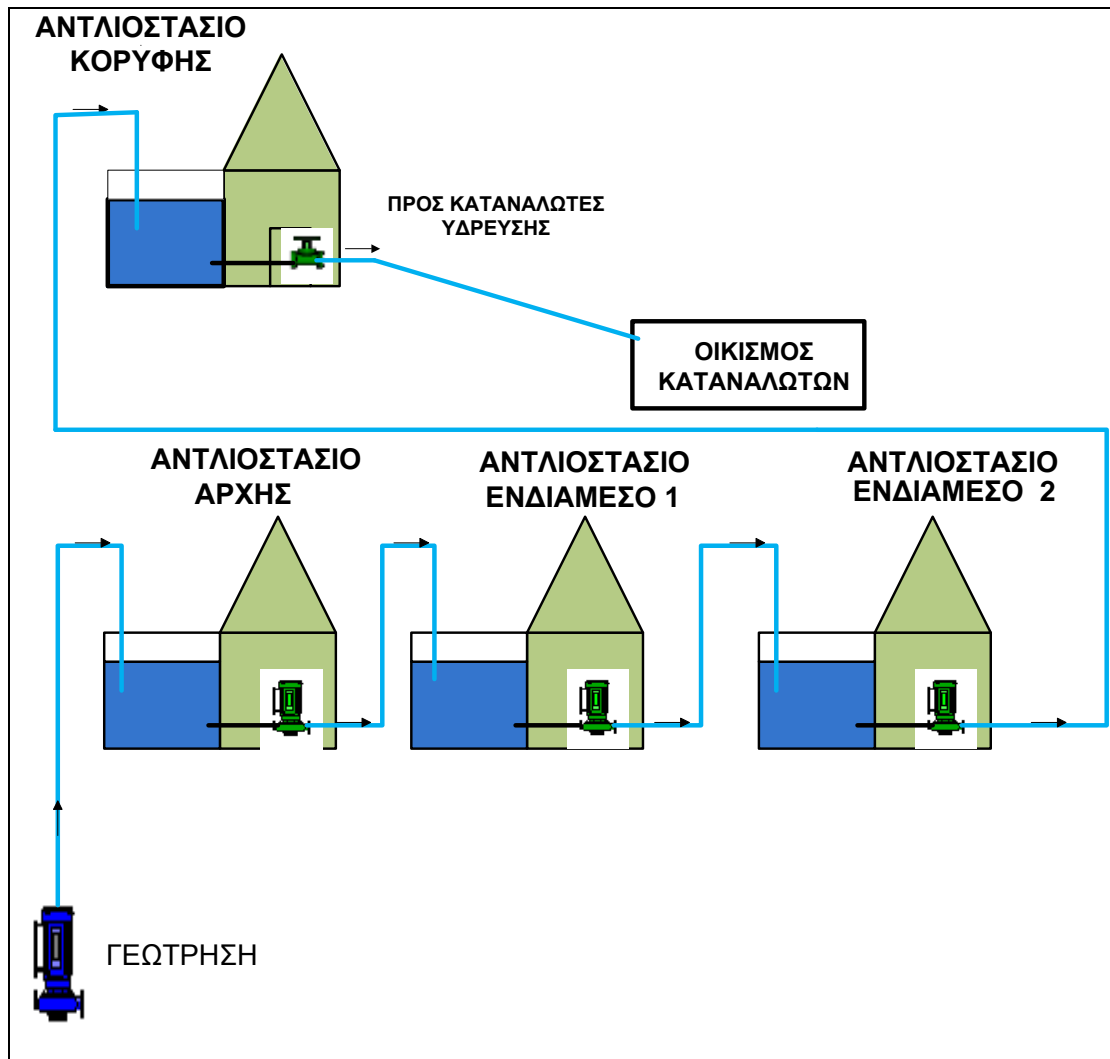 ΑΝΤΛΙΟΣΤΑΣΙΟ
ΚΟΡΥΦΗΣ
ΠΡΟΣ ΚΑΤΑΝΑΛΩΤΕΣ
ΥΔΡΕΥΣΗΣ
ΟΙΚΙΣΜΟΣ
ΚΑΤΑΝΑΛΩΤΩΝ
ΑΝΤΛΙΟΣΤΑΣΙΟ
ΑΡΧΗΣ
ΑΝΤΛΙΟΣΤΑΣΙΟ
ΕΝΔΙΑΜΕΣΟ 1
ΑΝΤΛΙΟΣΤΑΣΙΟ
ΕΝΔΙΑΜΕΣΟ 2
ΓΕΩΤΡΗΣΗ